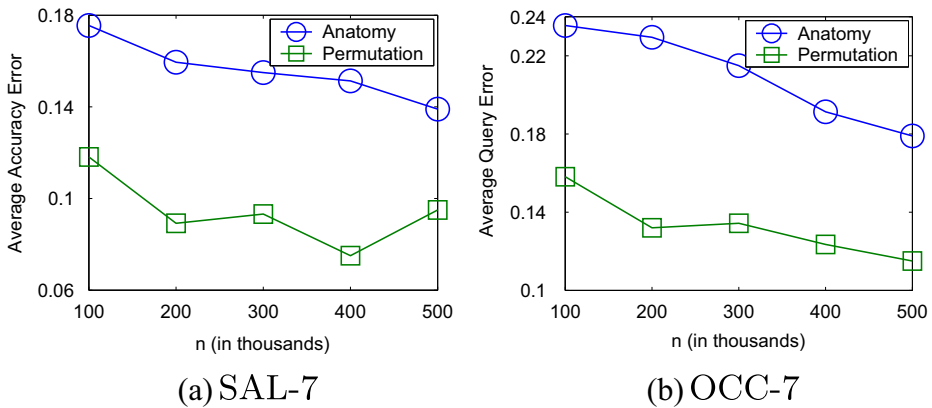 0.18
0.14
0.1
0.06
Average Accuracy Error
Anatomy
Permutation
100 200 300 400 500
n (in thousands)
(a) SAL-7
0.24
0.22
0.18
0.14
0.1
Average Query Error
Anatomy
Permutation
100 200 300 400 500
n (in thousands)
(b) OCC-7